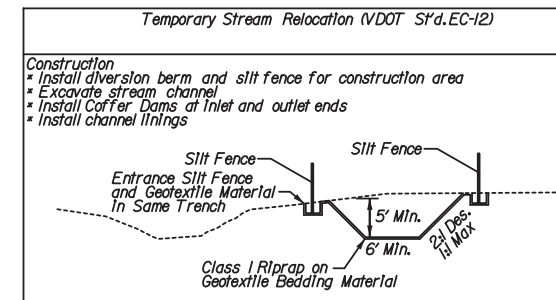 Temporary Stream Relocation (VDOT St'd.EC-12)
Construction
* Install diversion berm and silt fence for construction area
* Excavate stream channel
* Install Coffer Dams at inlet and outlet ends
* Install channel linings
Silt Fence
Silt Fence
Entrance Silt Fence
and Geotextile Material
in Same Trench
5' Min.
6' Min.
2:1 Des.
1:1 Max
Class I Riprap on
Geotextile Bedding Material